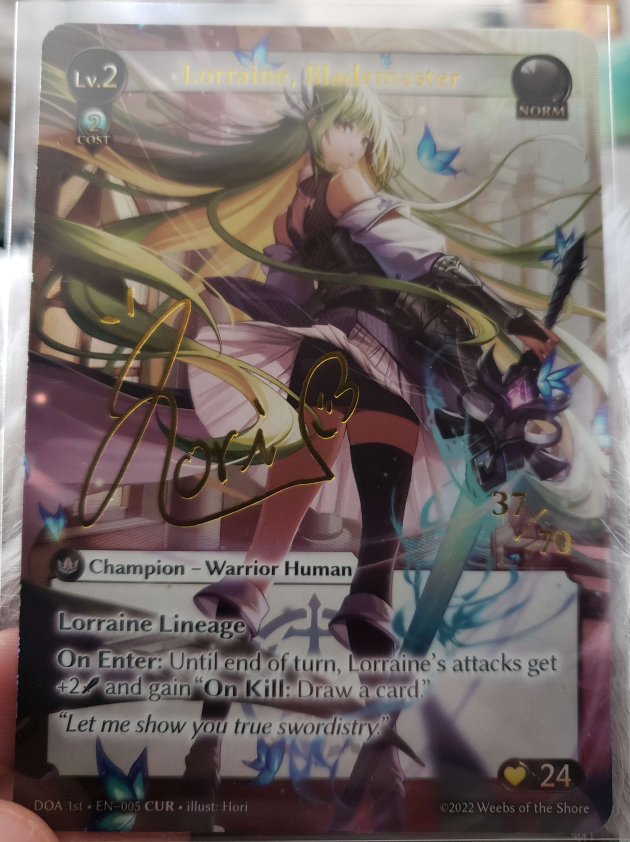 Lv.2
Lorraine, Blademaster
NORM
2
COST
Hori
37/70
Champion – Warrior Human
Lorraine Lineage
On Enter: Until end of turn, Lorraine's attacks get
+2 and gain "On Kill: Draw a card."
"Let me show you true swordistry."
24
DOA 1st • EN-005 CUR • illust: Hori
©2022 Weebs of the Shore